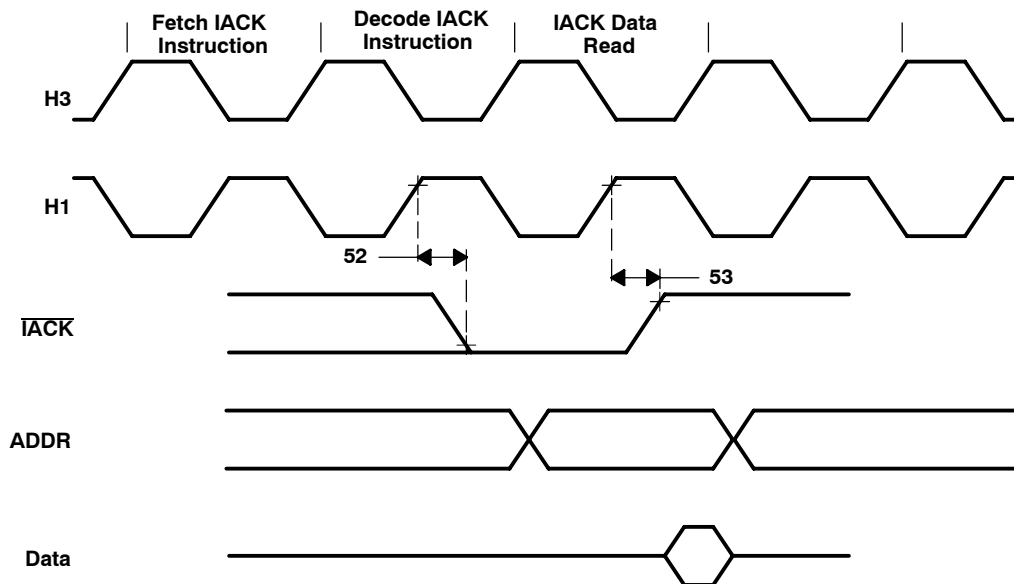 Fetch IACK
Instruction
Decode IACK
Instruction
IACK Data
Read
H3
H1
52
53
IACK
ADDR
Data